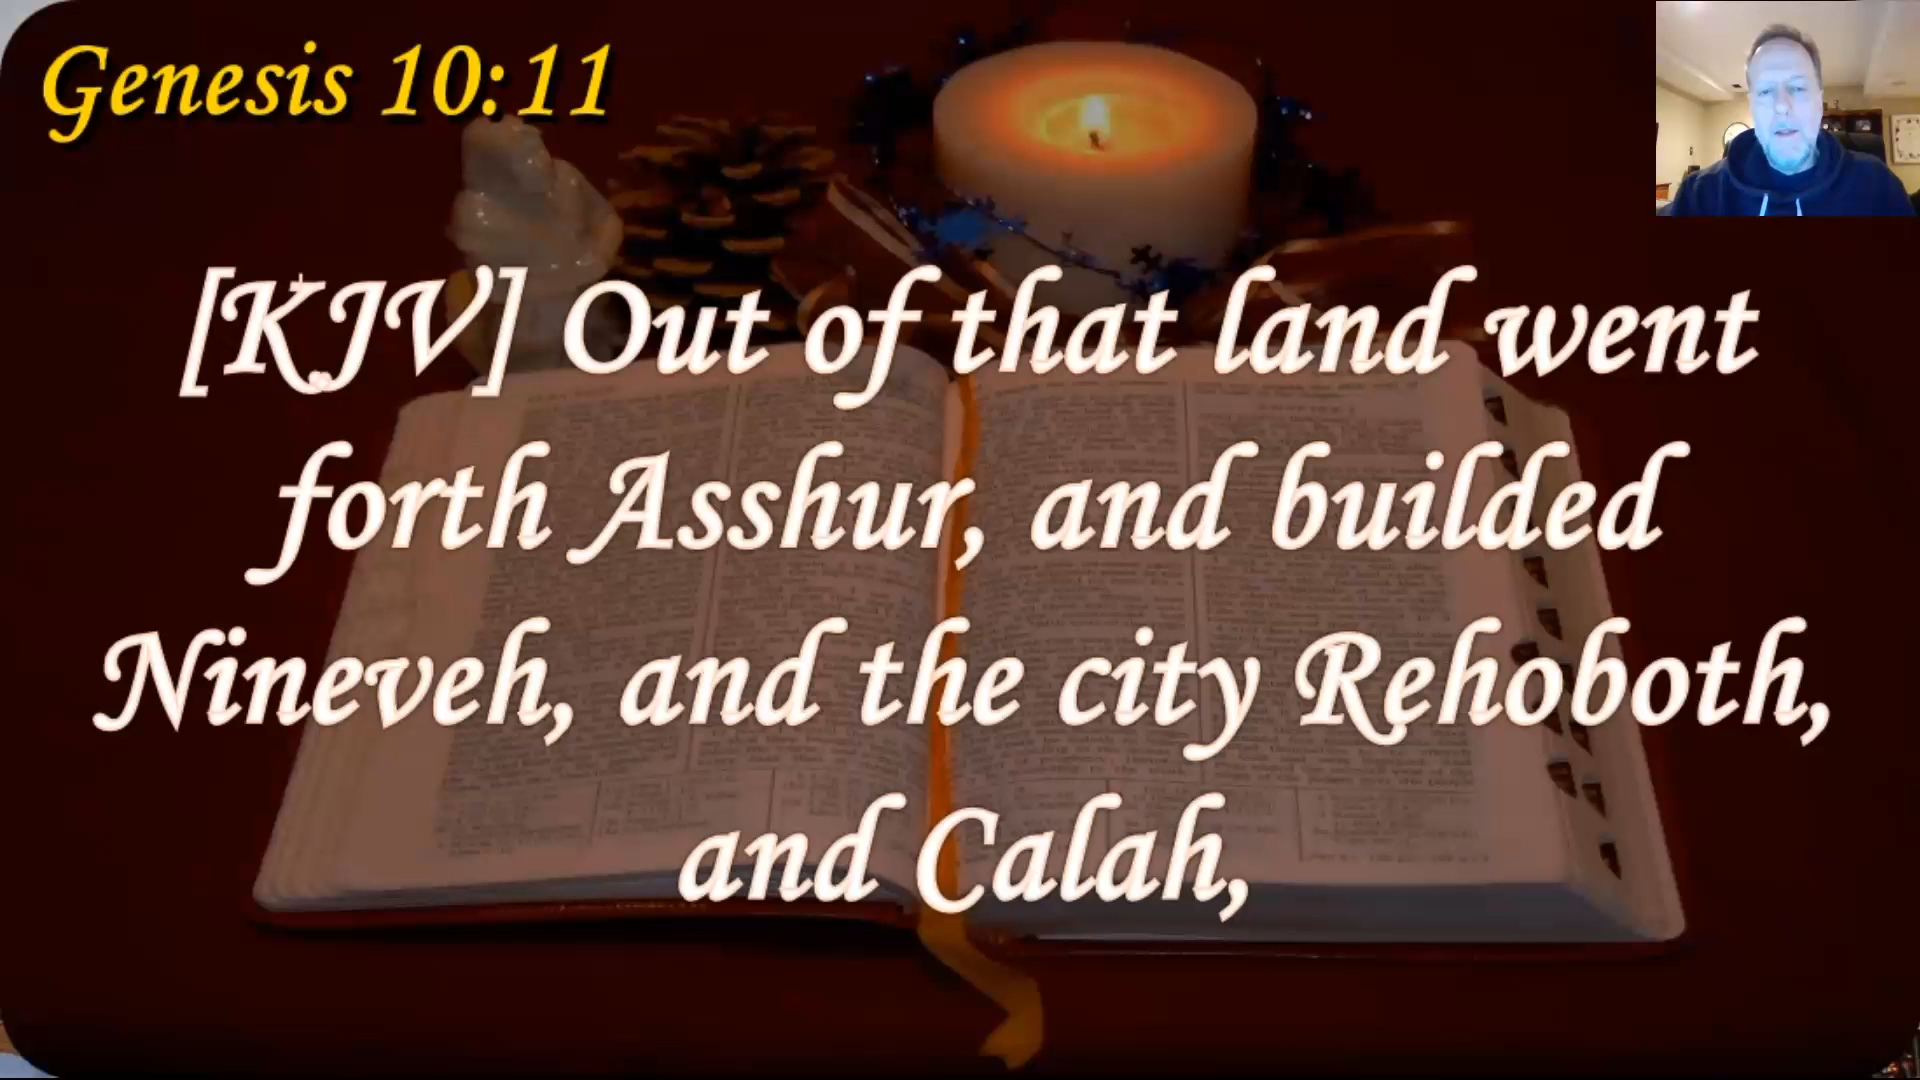 Genesis 10:11
[KJV] Out of that land went
forth Asshur, and builded
Nineveh, and the city Rehoboth,
and Calah,